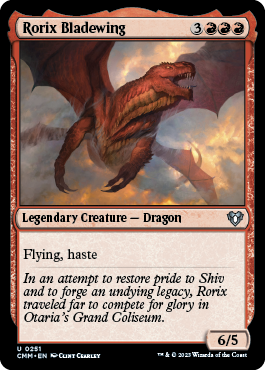 Rorix Bladewing 3
Legendary Creature — Dragon
Flying, haste
In an attempt to restore pride to Shiv
and to forge an undying legacy, Rorix
traveled far to compete for glory in
Otaria's Grand Coliseum.
6/5
U 0251
CMM • EN Clint Cearley ™ & © 2023 Wizards of the Coast